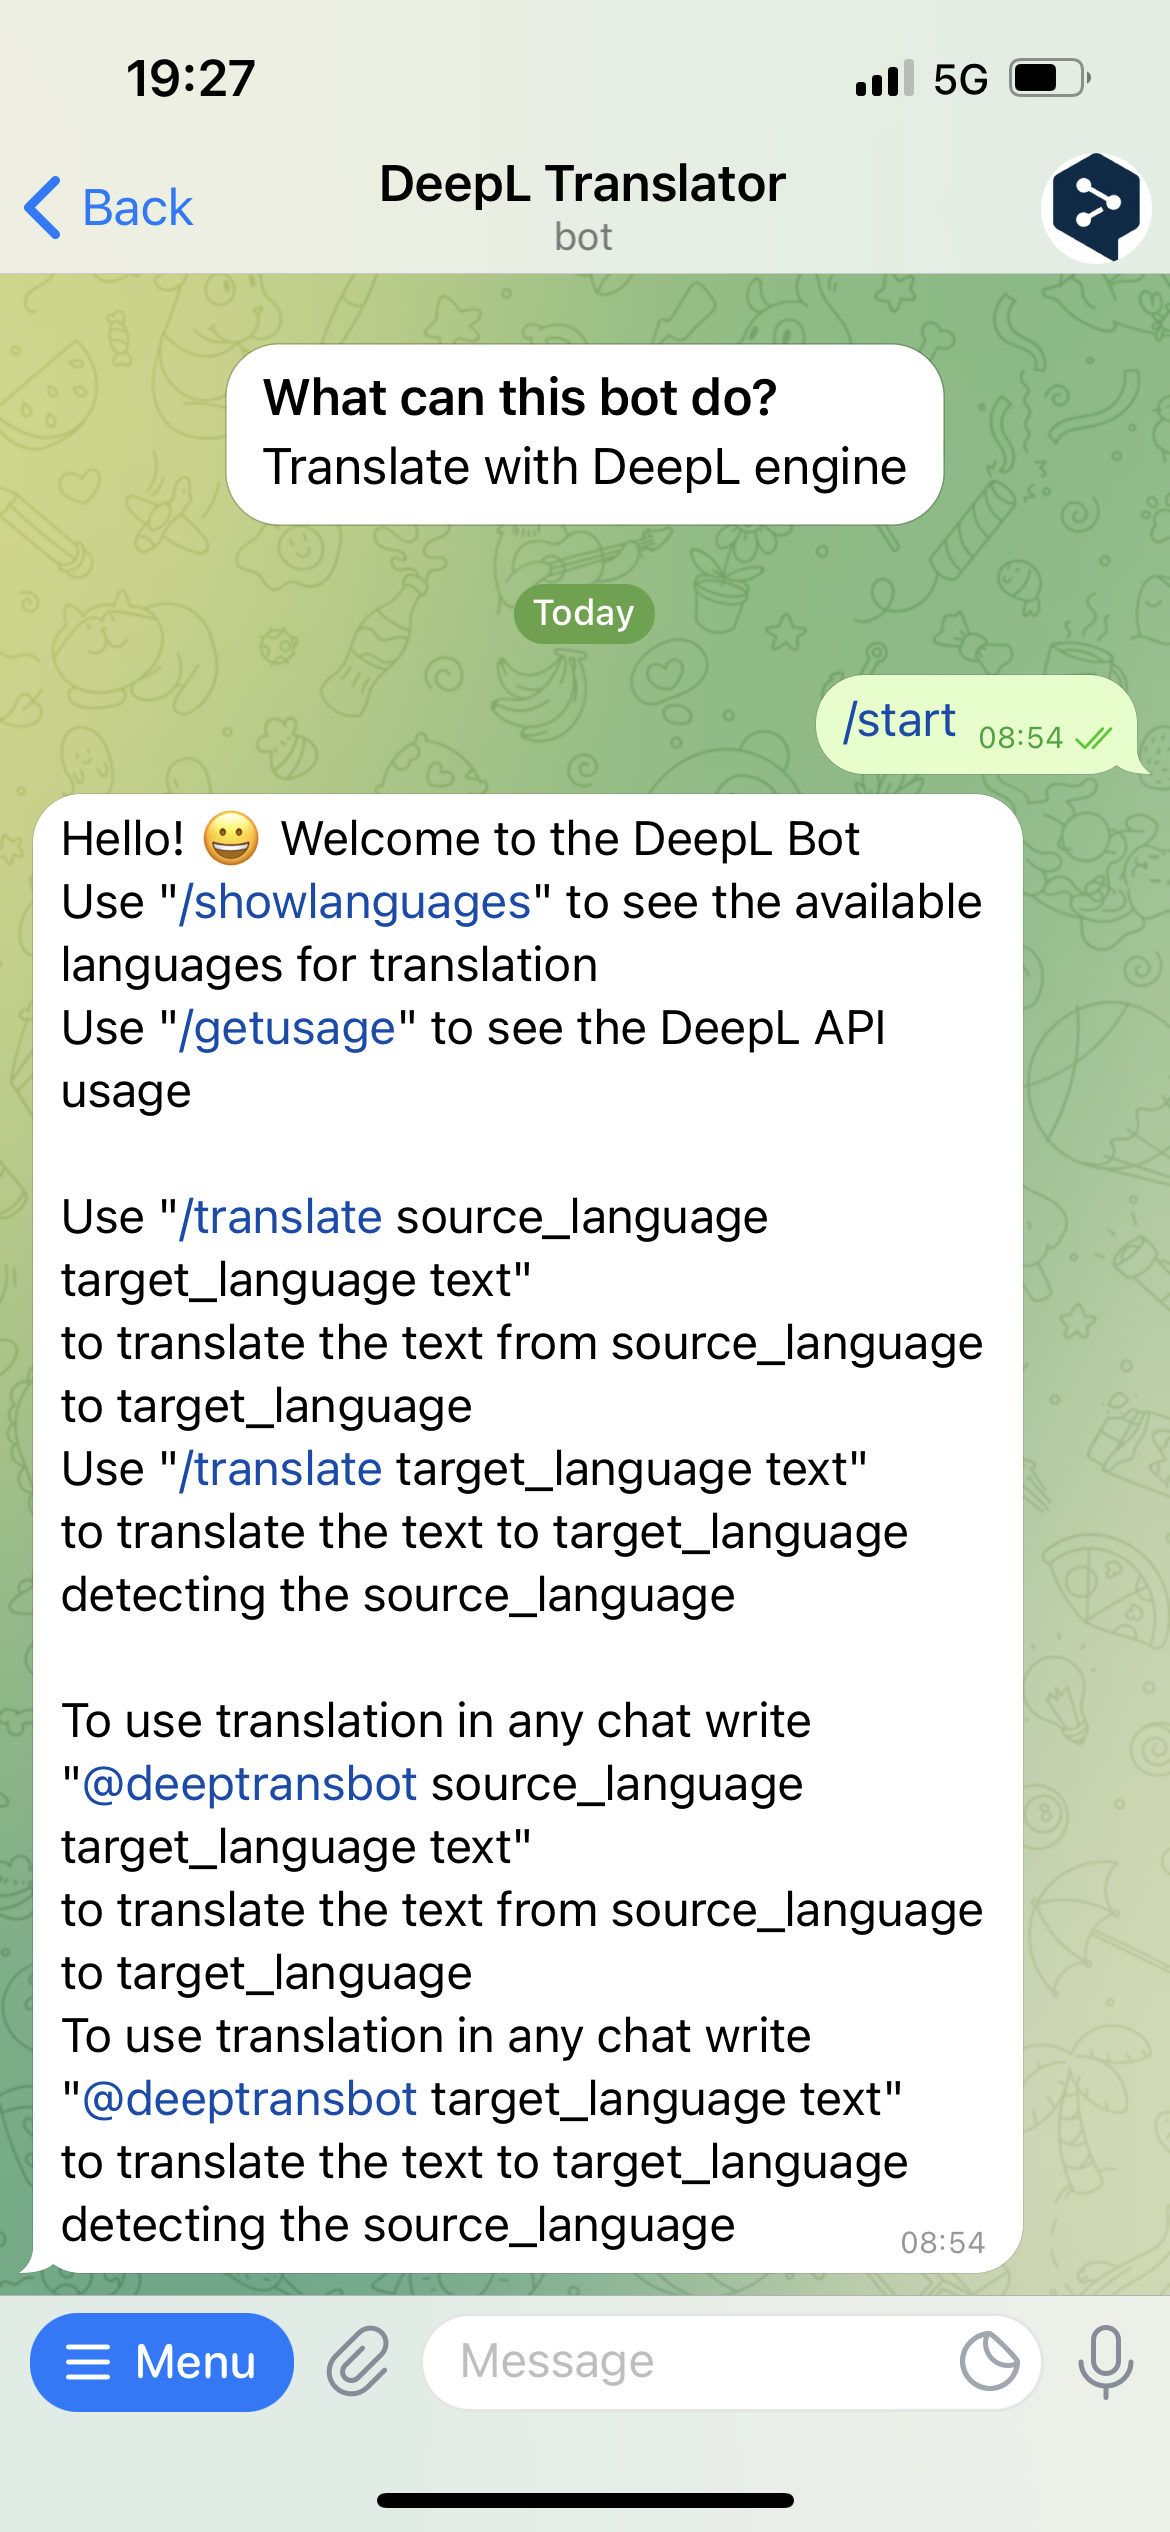 19:27
5G
Back
DeepL Translator
bot
What can this bot do?
Translate with DeepL engine
Today
/start 08:54
Hello! 😀 Welcome to the DeepL Bot
Use "/showlanguages" to see the available
languages for translation
Use "/getusage" to see the DeepL API
usage
Use "/translate source_language
target_language text"
to translate the text from source_language
to target_language
Use "/translate target_language text"
to translate the text to target_language
detecting the source_language
To use translation in any chat write
"@deeptransbot source_language
target_language text"
to translate the text from source_language
to target_language
To use translation in any chat write
"@deeptransbot target_language text"
to translate the text to target_language
detecting the source_language
08:54
Menu
Message